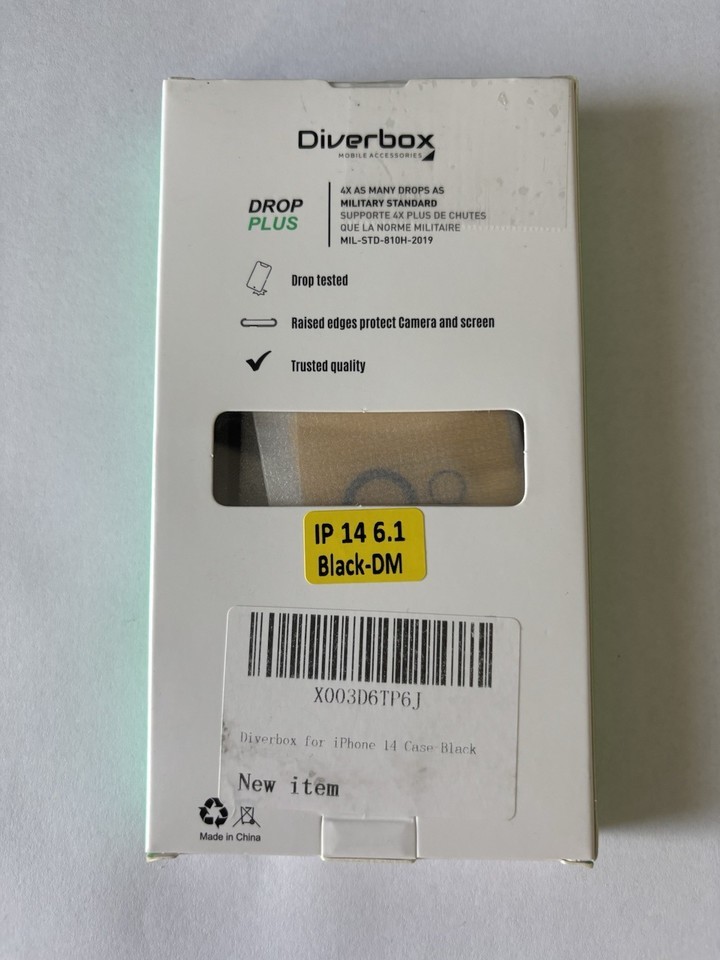 Diverbox
MOBILE ACCESSORIES
DROP
PLUS
4X AS MANY DROPS AS
MILITARY STANDARD
SUPPORTE 4X PLUS DE CHUTES
QUE LA NORME MILITAIRE
MIL-STD-810H-2019
Drop tested
Raised edges protect Camera and screen
Trusted quality
IP 14 6.1
Black-DM
X003D6TP6J
Diverbox for iPhone 14 Case Black
New item
Made in China